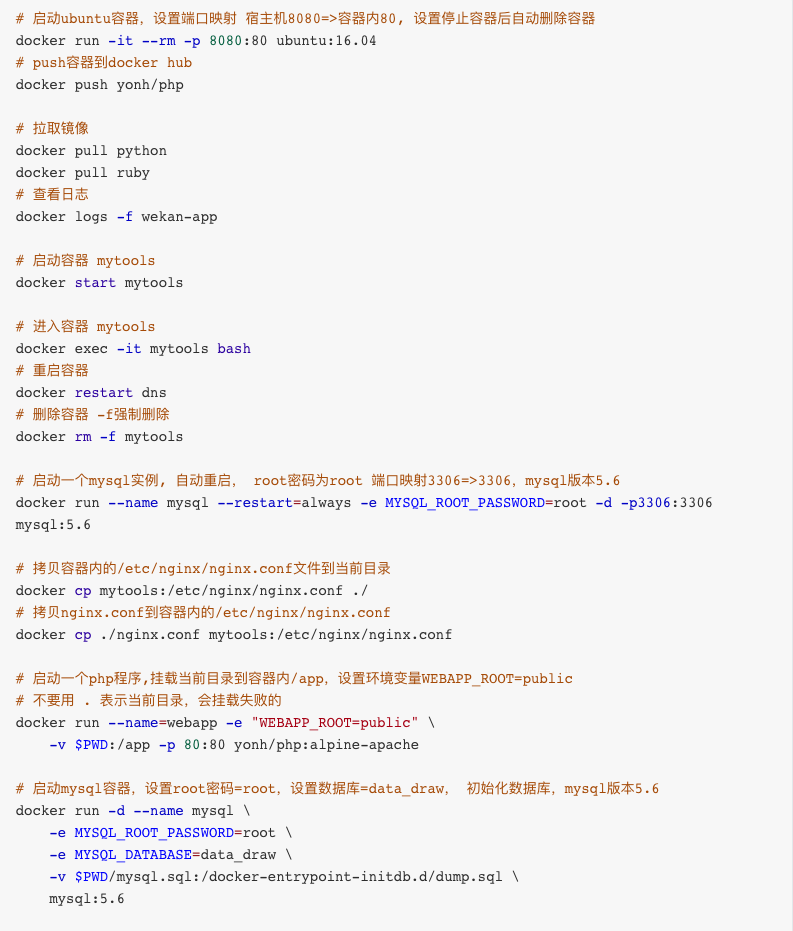 # 启动ubuntu容器，设置端口映射 宿主机8080=>容器内80, 设置停止容器后自动删除容器
docker run -it --rm -p 8080:80 ubuntu:16.04
# push容器到docker hub
docker push yonh/php
# 拉取镜像
docker pull python
docker pull ruby
# 查看日志
docker logs -f wekan-app
# 启动容器 mytools
docker start mytools
# 进入容器 mytools
docker exec -it mytools bash
# 重启容器
docker restart dns
# 删除容器 -f强制删除
docker rm -f mytools
# 启动一个mysql实例, 自动重启， root密码为root 端口映射3306=>3306，mysql版本5.6
docker run --name mysql --restart=always -e MYSQL_ROOT_PASSWORD=root -d -p3306:3306
mysql:5.6
# 拷贝容器内的/etc/nginx/nginx.conf文件到当前目录
docker cp mytools:/etc/nginx/nginx.conf ./
# 拷贝nginx.conf到容器内的/etc/nginx/nginx.conf
docker cp ./nginx.conf mytools:/etc/nginx/nginx.conf
# 启动一个php程序,挂载当前目录到容器内/app，设置环境变量WEBAPP_ROOT=public
# 不要用 . 表示当前目录，会挂载失败的
docker run --name=webapp -e "WEBAPP_ROOT=public" \
    -v $PWD:/app -p 80:80 yonh/php:alpine-apache
# 启动mysql容器，设置root密码=root，设置数据库=data_draw， 初始化数据库，mysql版本5.6
docker run -d --name mysql \
    -e MYSQL_ROOT_PASSWORD=root \
    -e MYSQL_DATABASE=data_draw \
    -v $PWD/mysql.sql:/docker-entrypoint-initdb.d/dump.sql \
    mysql:5.6